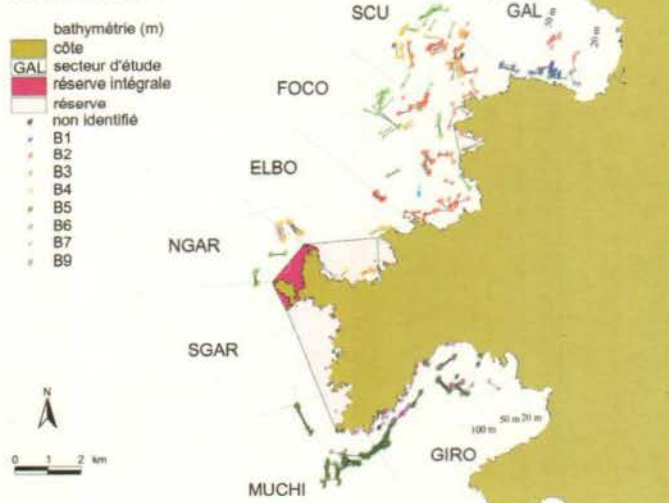 SCU
GAL
bathymétrie (m)
côte
GAL secteur d'étude
réserve intégrale
réserve
non identifié
B1
B2
B3
B4
B5
B6
B7
B9
FOCO
ELBO
NGAR
SGAR
MUCHI
GIRO
50 m
20 m
100 m
50 m
20 m
N
0 1 2 km